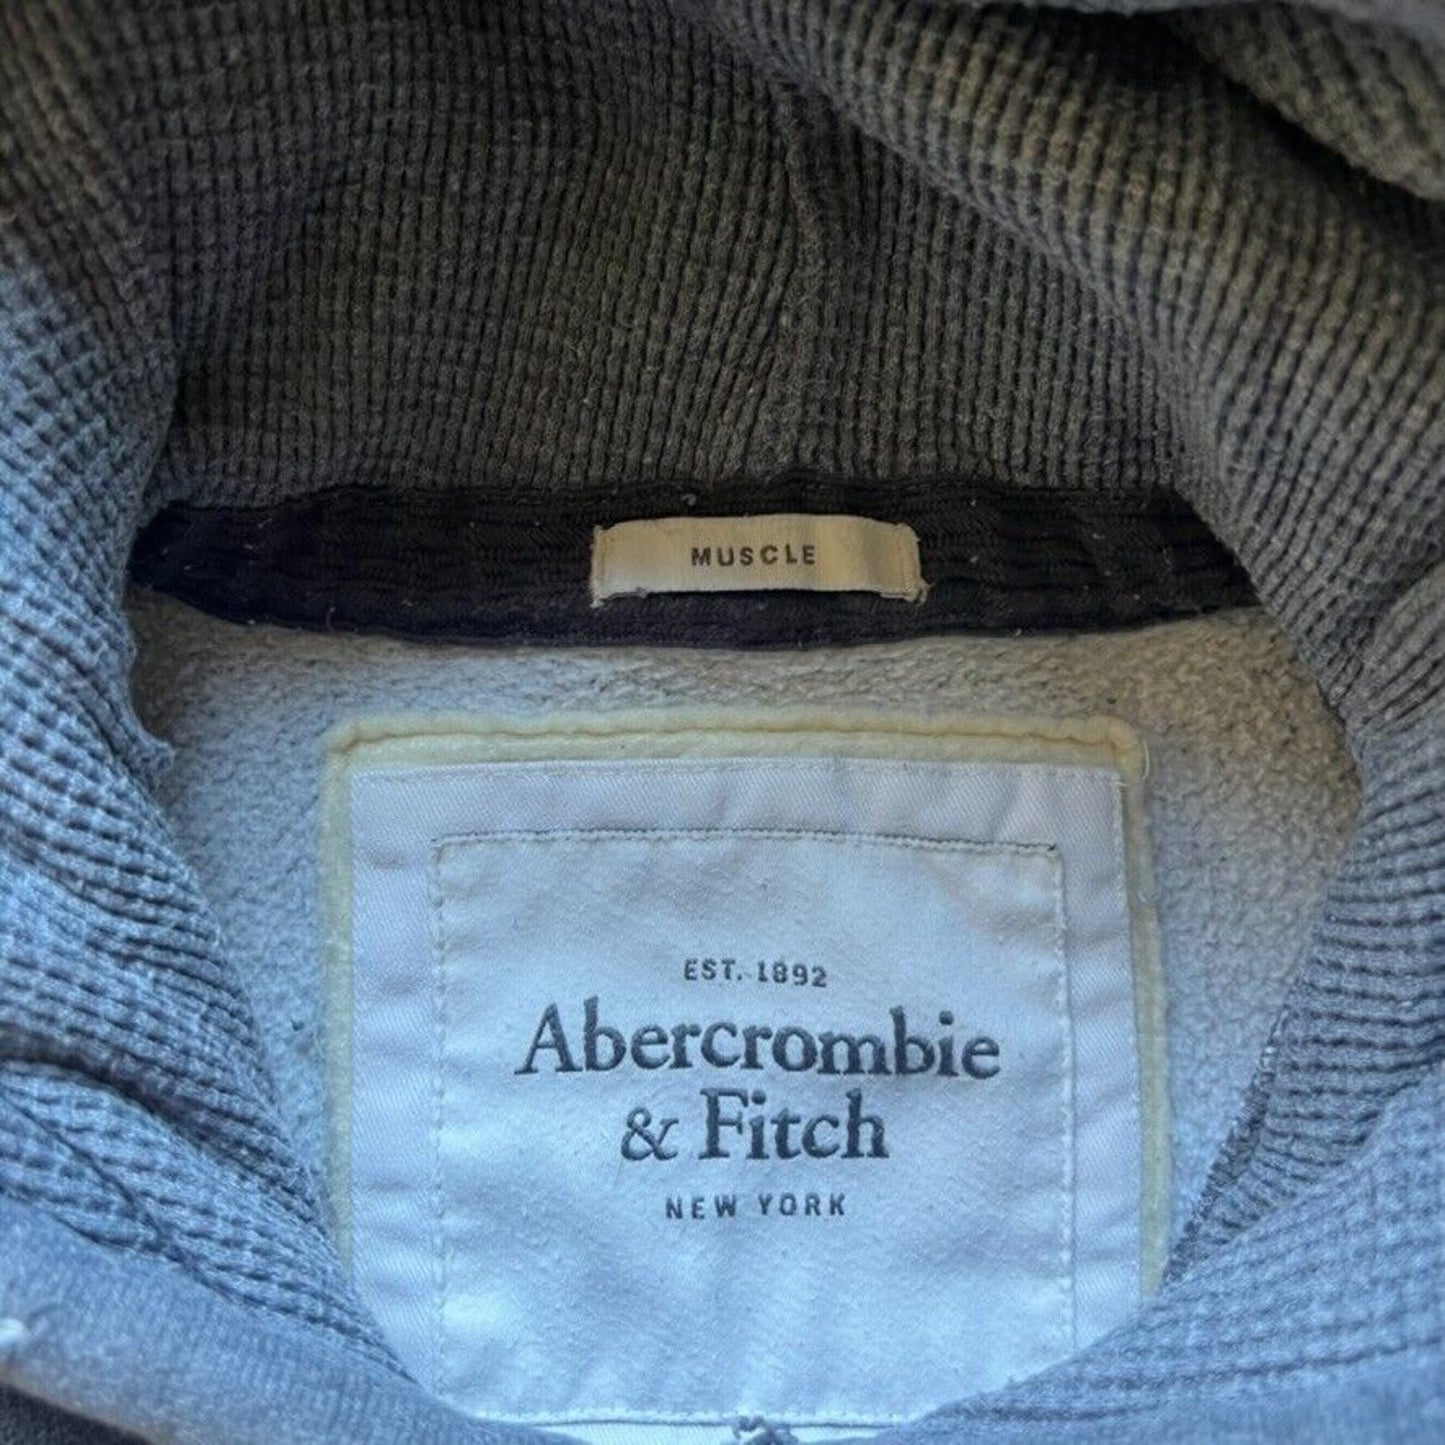 MUSCLE
EST. 1892
Abercrombie
& Fitch
NEW YORK